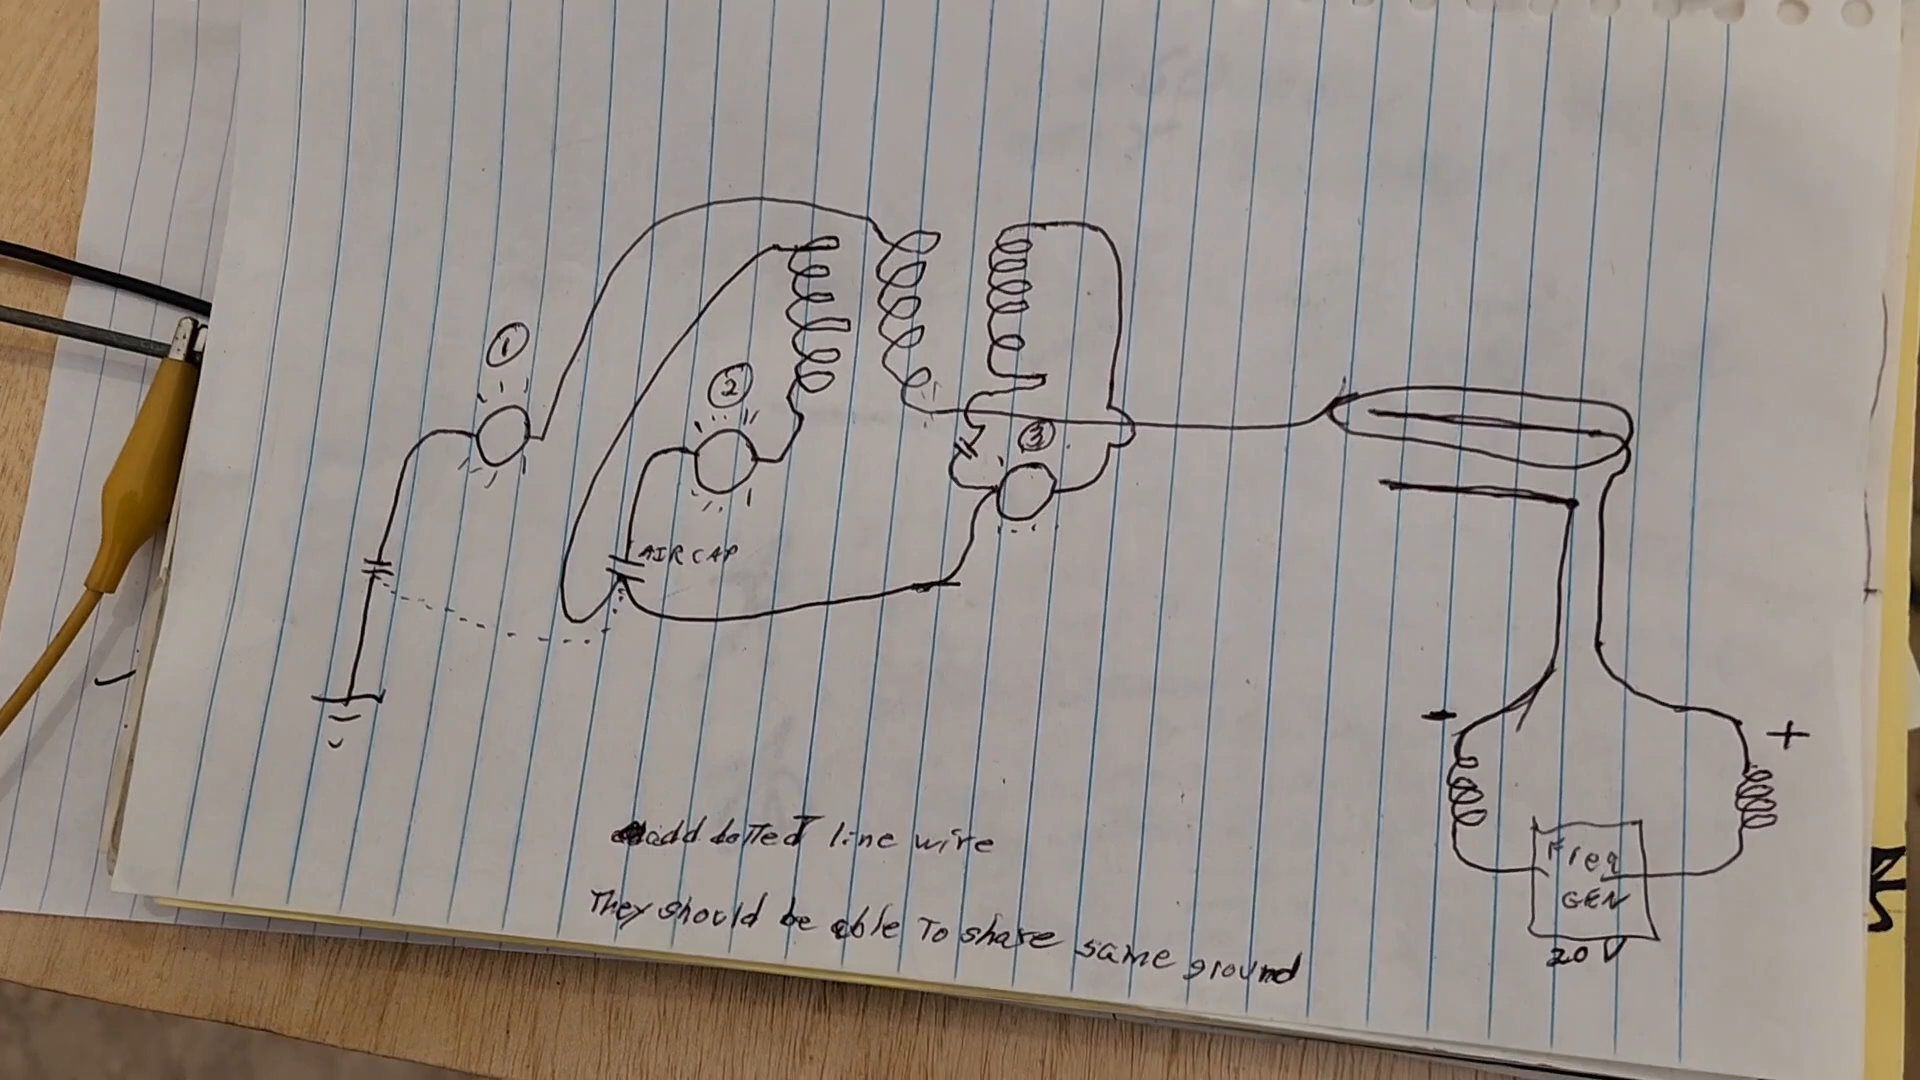 1
2
3
AIR CAP
-
+
Freq
GEN
20 V
add dotted line wire
They should be able to share same ground